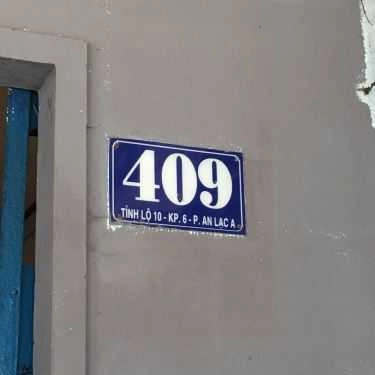 409
TỈNH LỘ 10 - KP. 6 - P. AN LẠC A